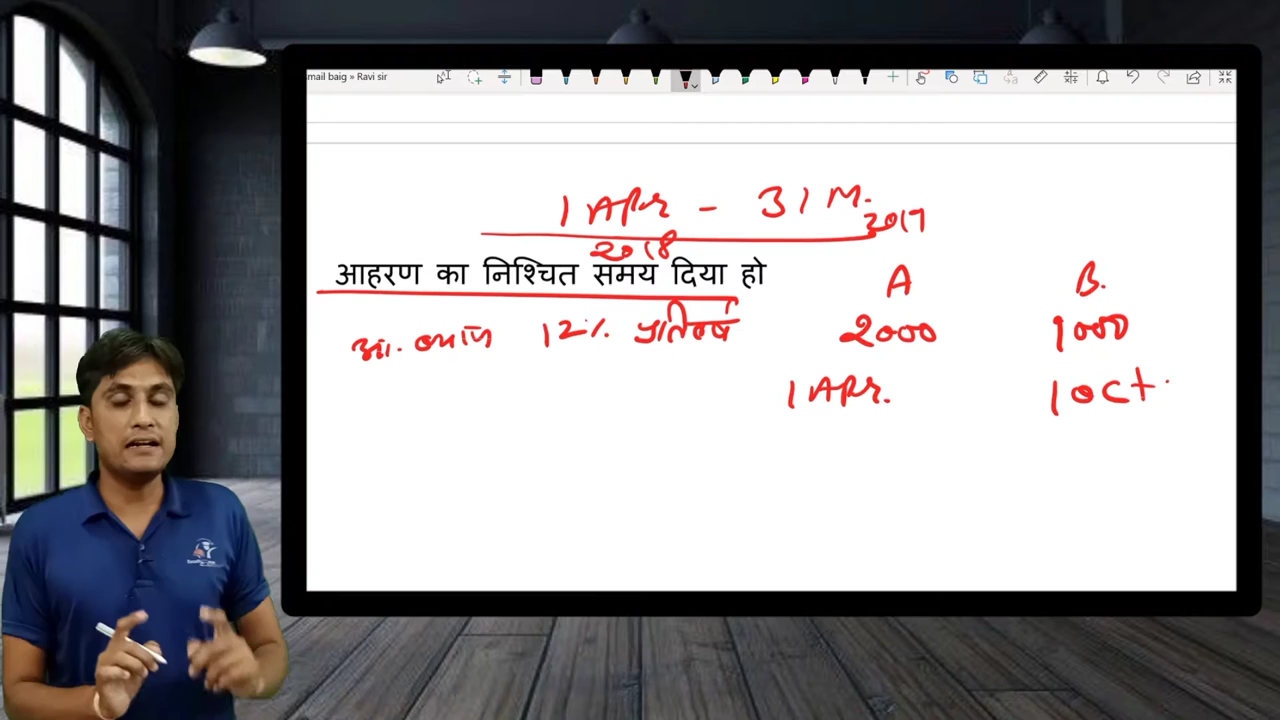 mail baig » Ravi sir
1 Apr - 31 M.
2018 2017
आहरण का निश्चित समय दिया हो
A B.
आ. ब्याज 12% प्रतिवर्ष 2000 1000
1 Apr. 1 Oct.